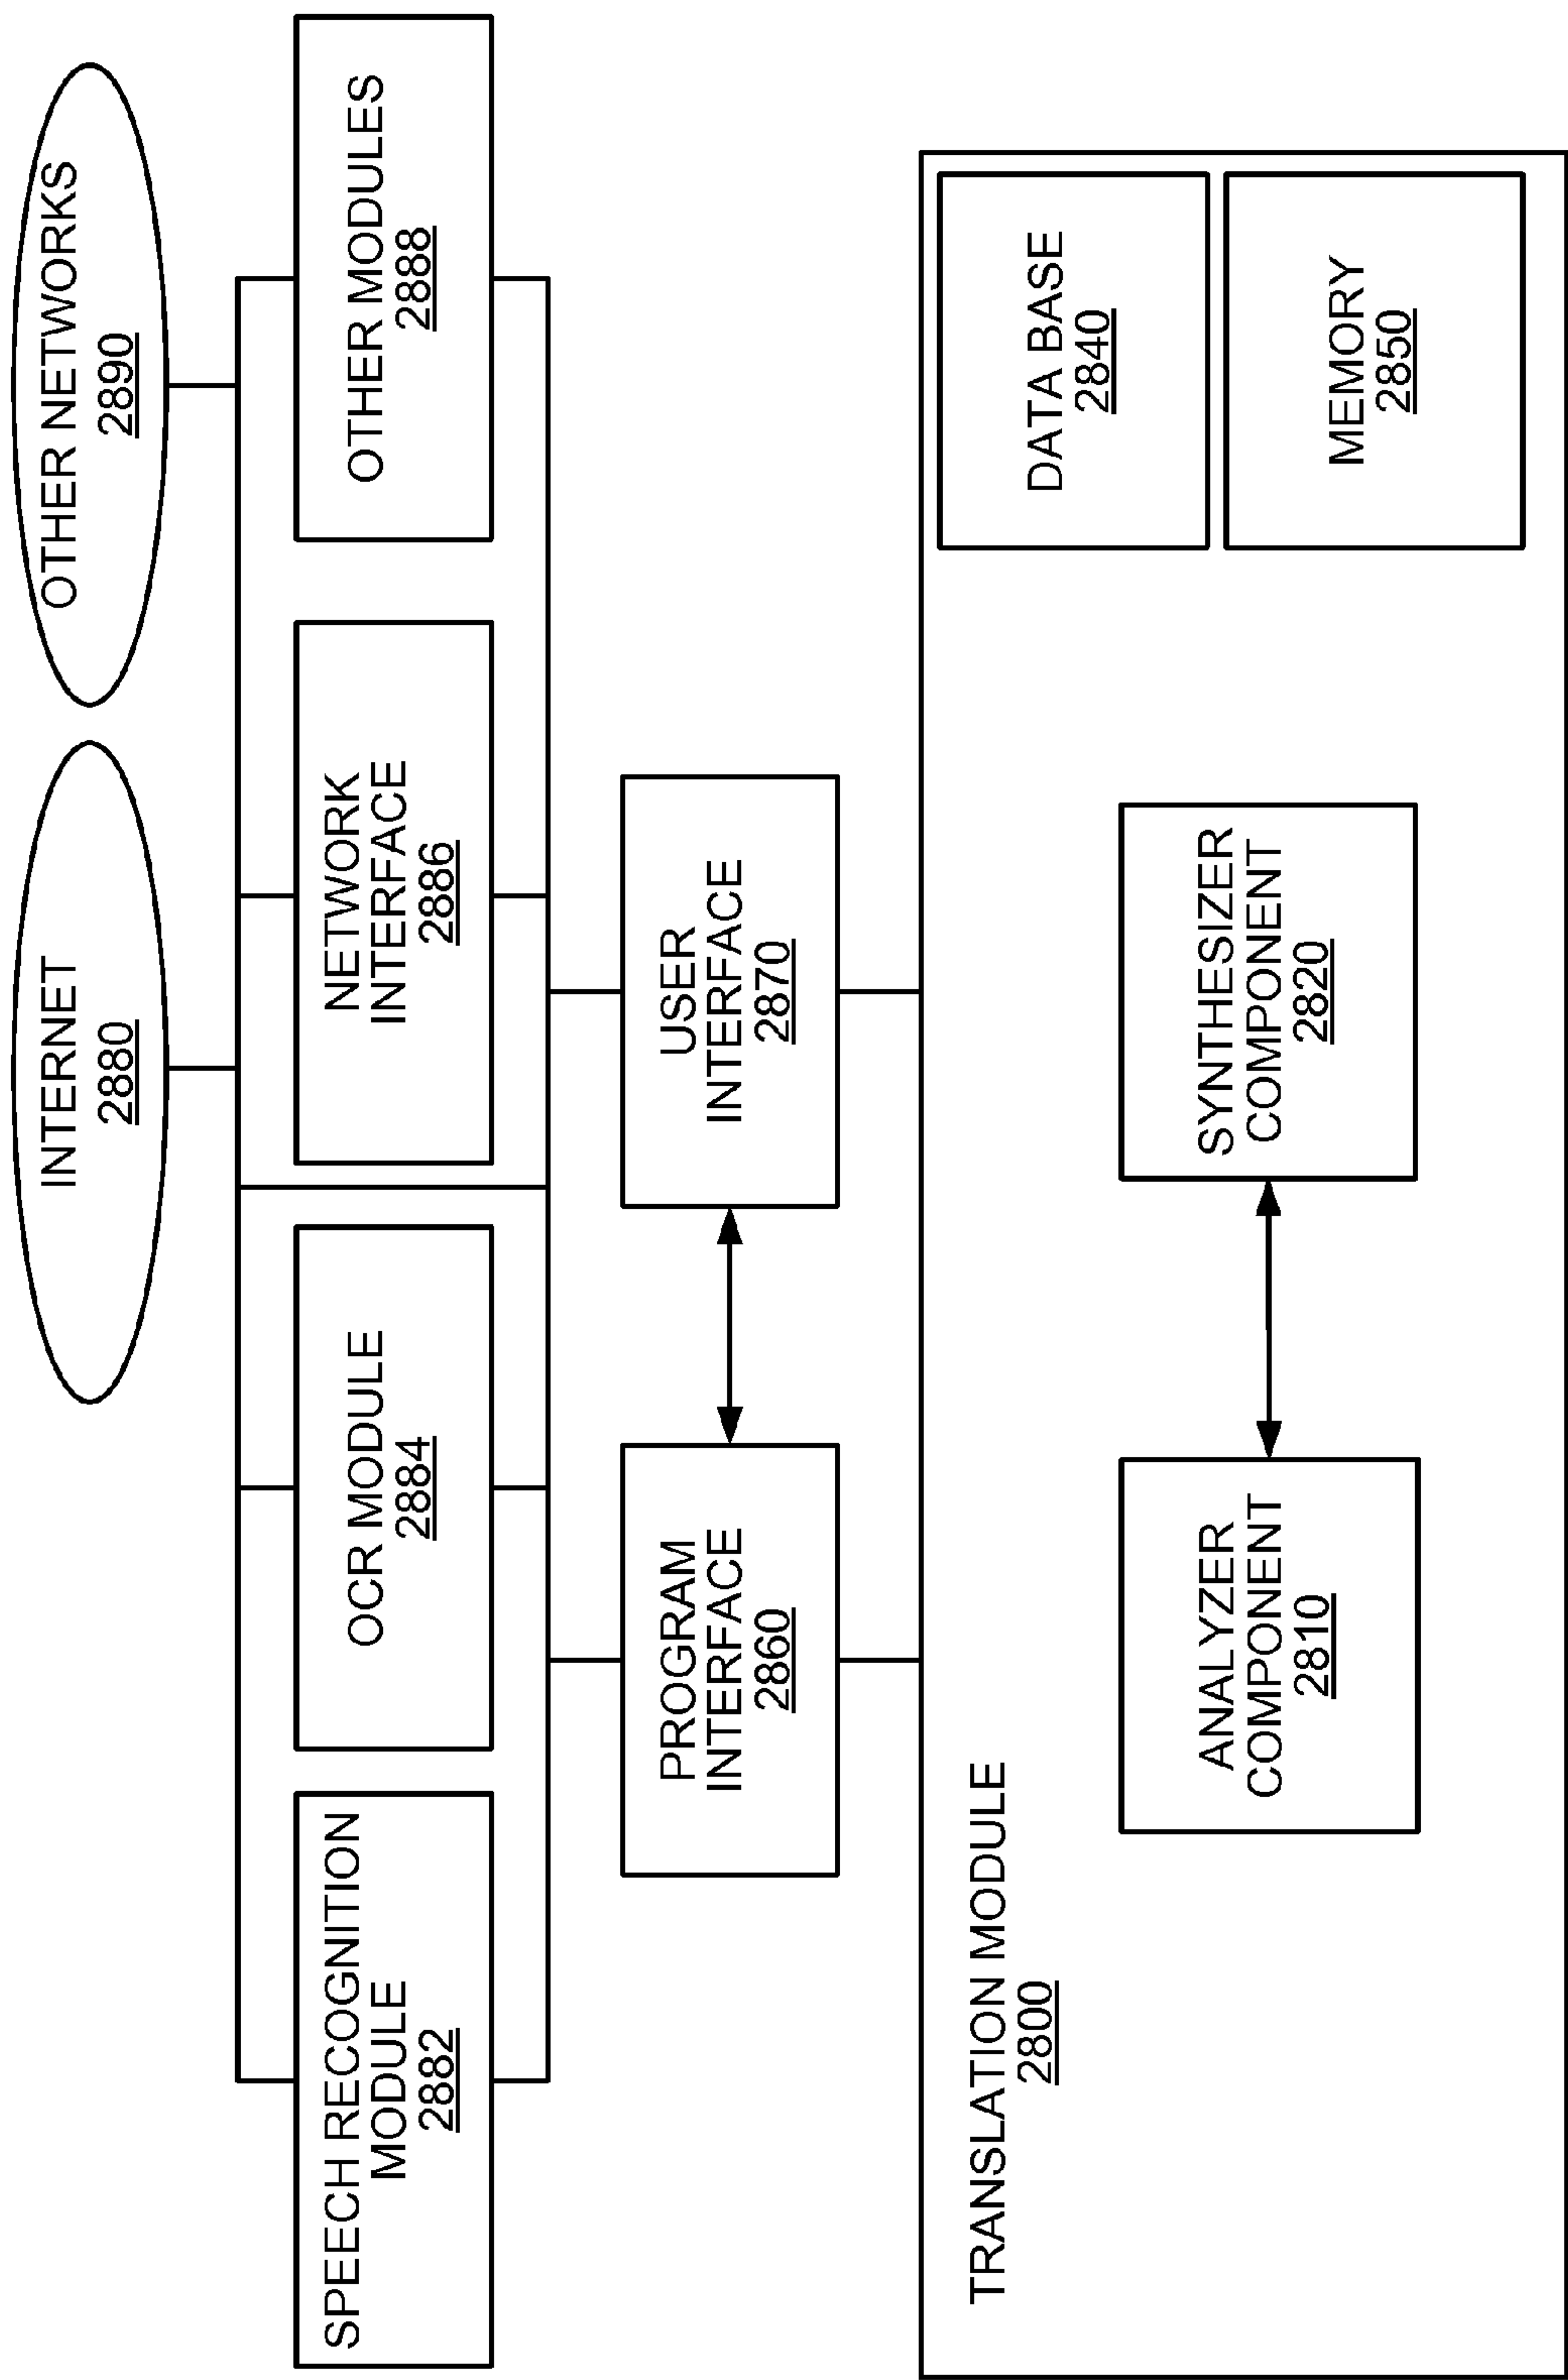 INTERNET
2880
OTHER NETWORKS
2890
SPEECH RECOGNITION
MODULE
2882
OCR MODULE
2884
NETWORK
INTERFACE
2886
OTHER MODULES
2888
PROGRAM
INTERFACE
2860
USER
INTERFACE
2870
TRANSLATION MODULE
2800
ANALYZER
COMPONENT
2810
SYNTHESIZER
COMPONENT
2820
DATA BASE
2840
MEMORY
2850